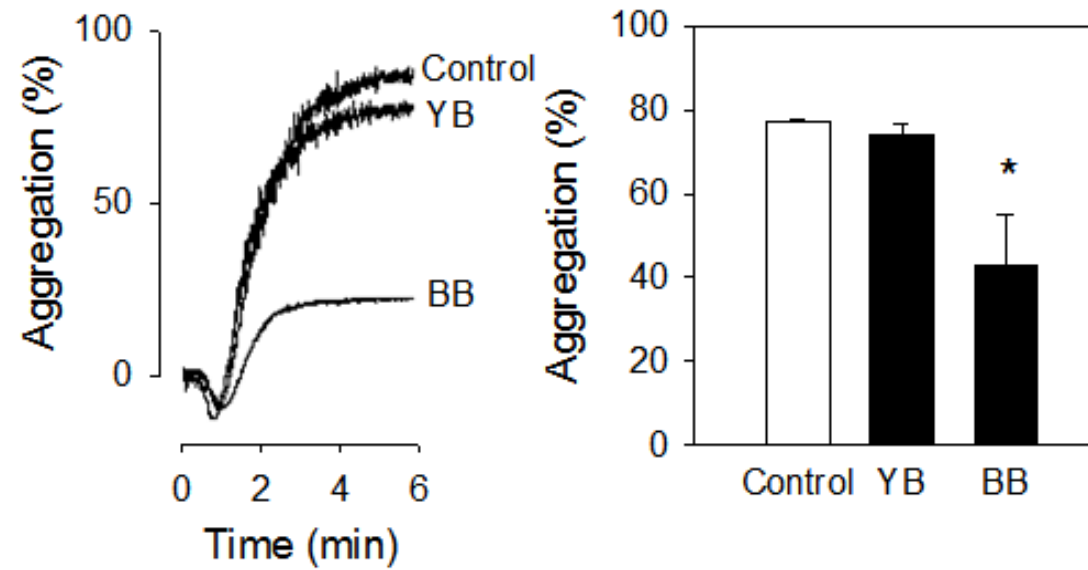 Aggregation (%)
100
50
0
Control
YB
BB
0 2 4 6
Time (min)
Aggregation (%)
100
80
60
40
20
0
*
Control YB BB